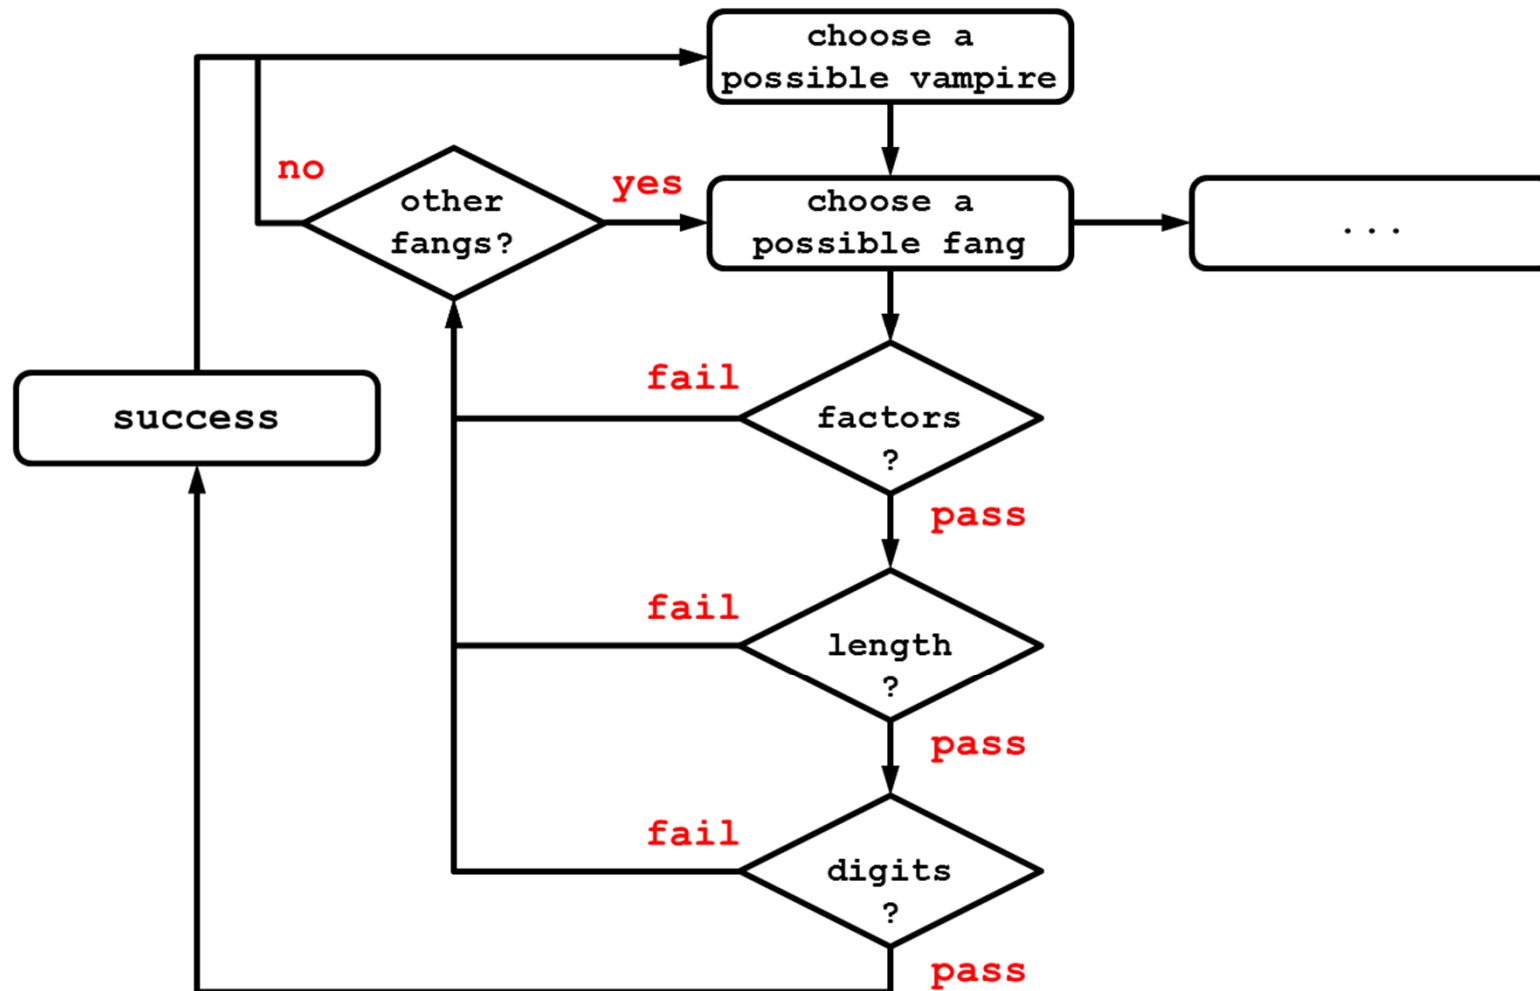 choose a
possible vampire
no
other
fangs?
yes
choose a
possible fang
...
fail
factors
?
success
pass
fail
length
?
pass
fail
digits
?
pass